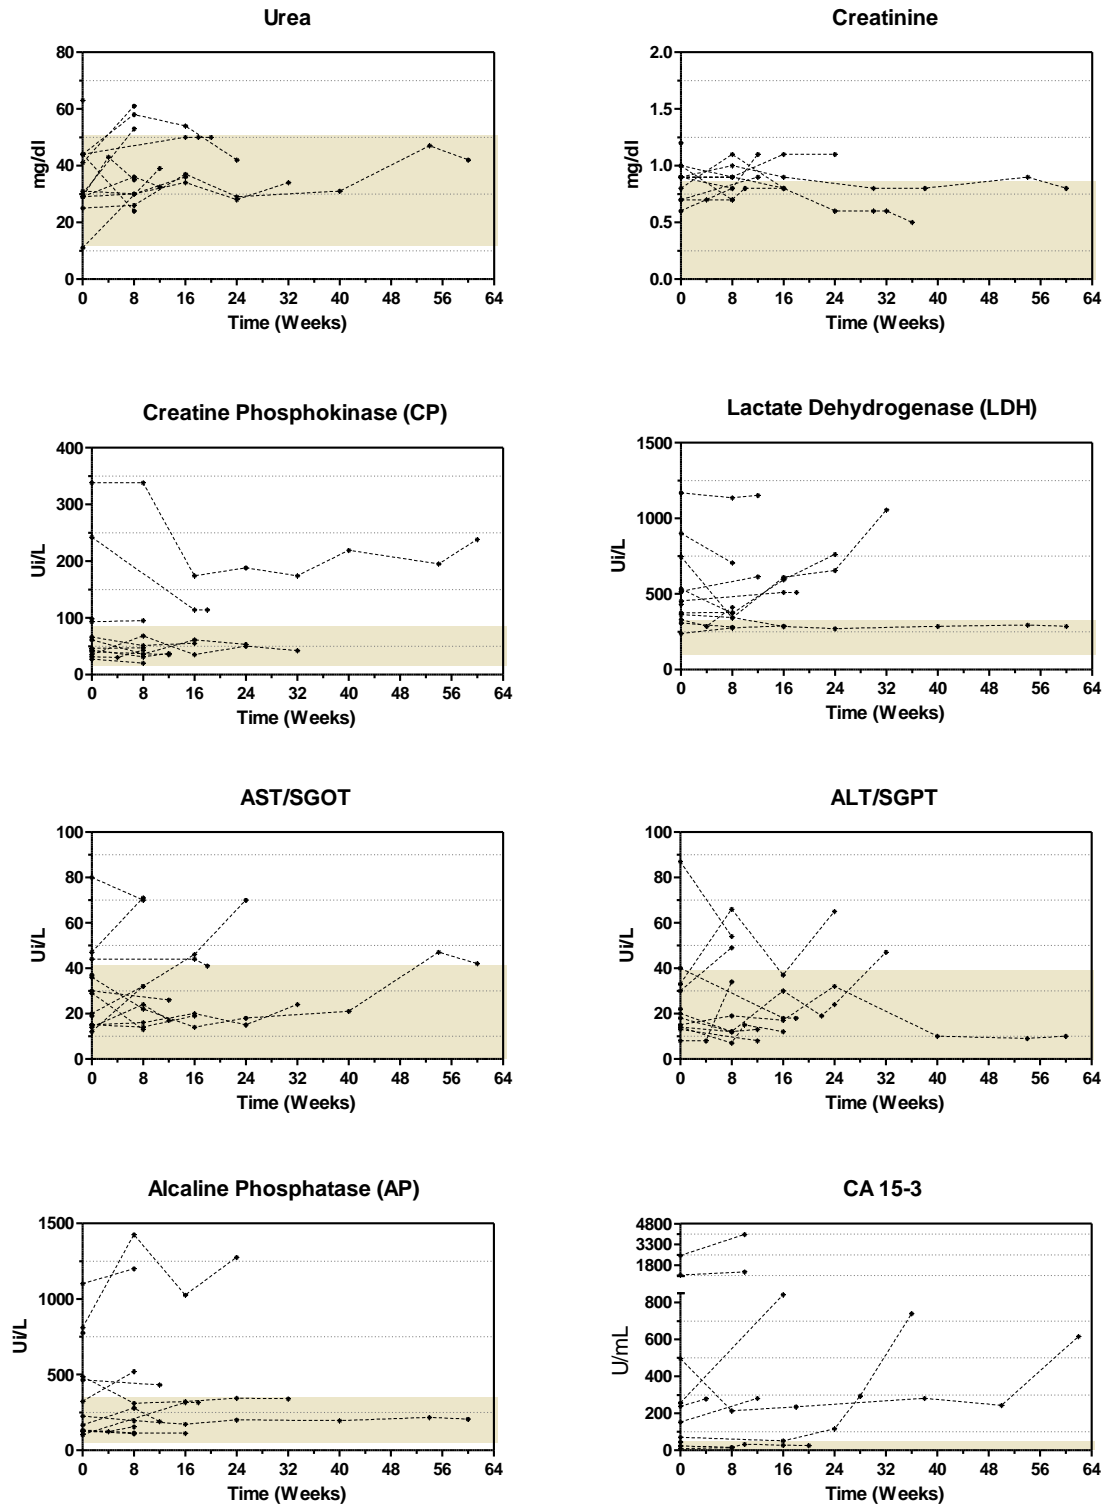 Urea
80
60
40
20
0
mg/dl
0 8 16 24 32 40 48 56 64
Time (Weeks)
Creatinine
2.0
1.5
1.0
0.5
0.0
mg/dl
0 8 16 24 32 40 48 56 64
Time (Weeks)
Creatine Phosphokinase (CP)
400
300
200
100
0
Ui/L
0 8 16 24 32 40 48 56 64
Time (Weeks)
Lactate Dehydrogenase (LDH)
1500
1000
500
0
Ui/L
0 8 16 24 32 40 48 56 64
Time (Weeks)
AST/SGOT
100
80
60
40
20
0
Ui/L
0 8 16 24 32 40 48 56 64
Time (Weeks)
ALT/SGPT
100
80
60
40
20
0
Ui/L
0 8 16 24 32 40 48 56 64
Time (Weeks)
Alcaline Phosphatase (AP)
1500
1000
500
0
Ui/L
0 8 16 24 32 40 48 56 64
Time (Weeks)
CA 15-3
4800
3300
1800
800
600
400
200
0
U/mL
0 8 16 24 32 40 48 56 64
Time (Weeks)